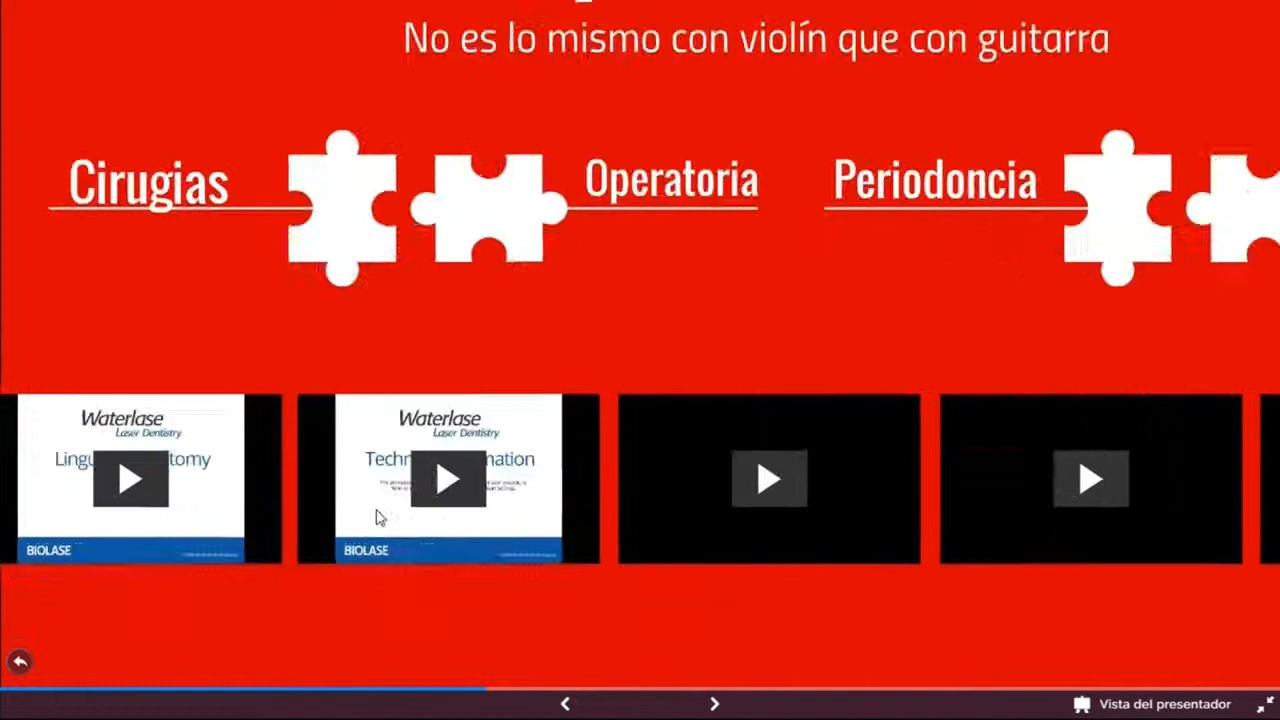 No es lo mismo con violín que con guitarra
Cirugias
Operatoria
Periodoncia
Waterlase
Laser Dentistry
BIOLASE
Waterlase
Laser Dentistry
BIOLASE
Vista del presentador